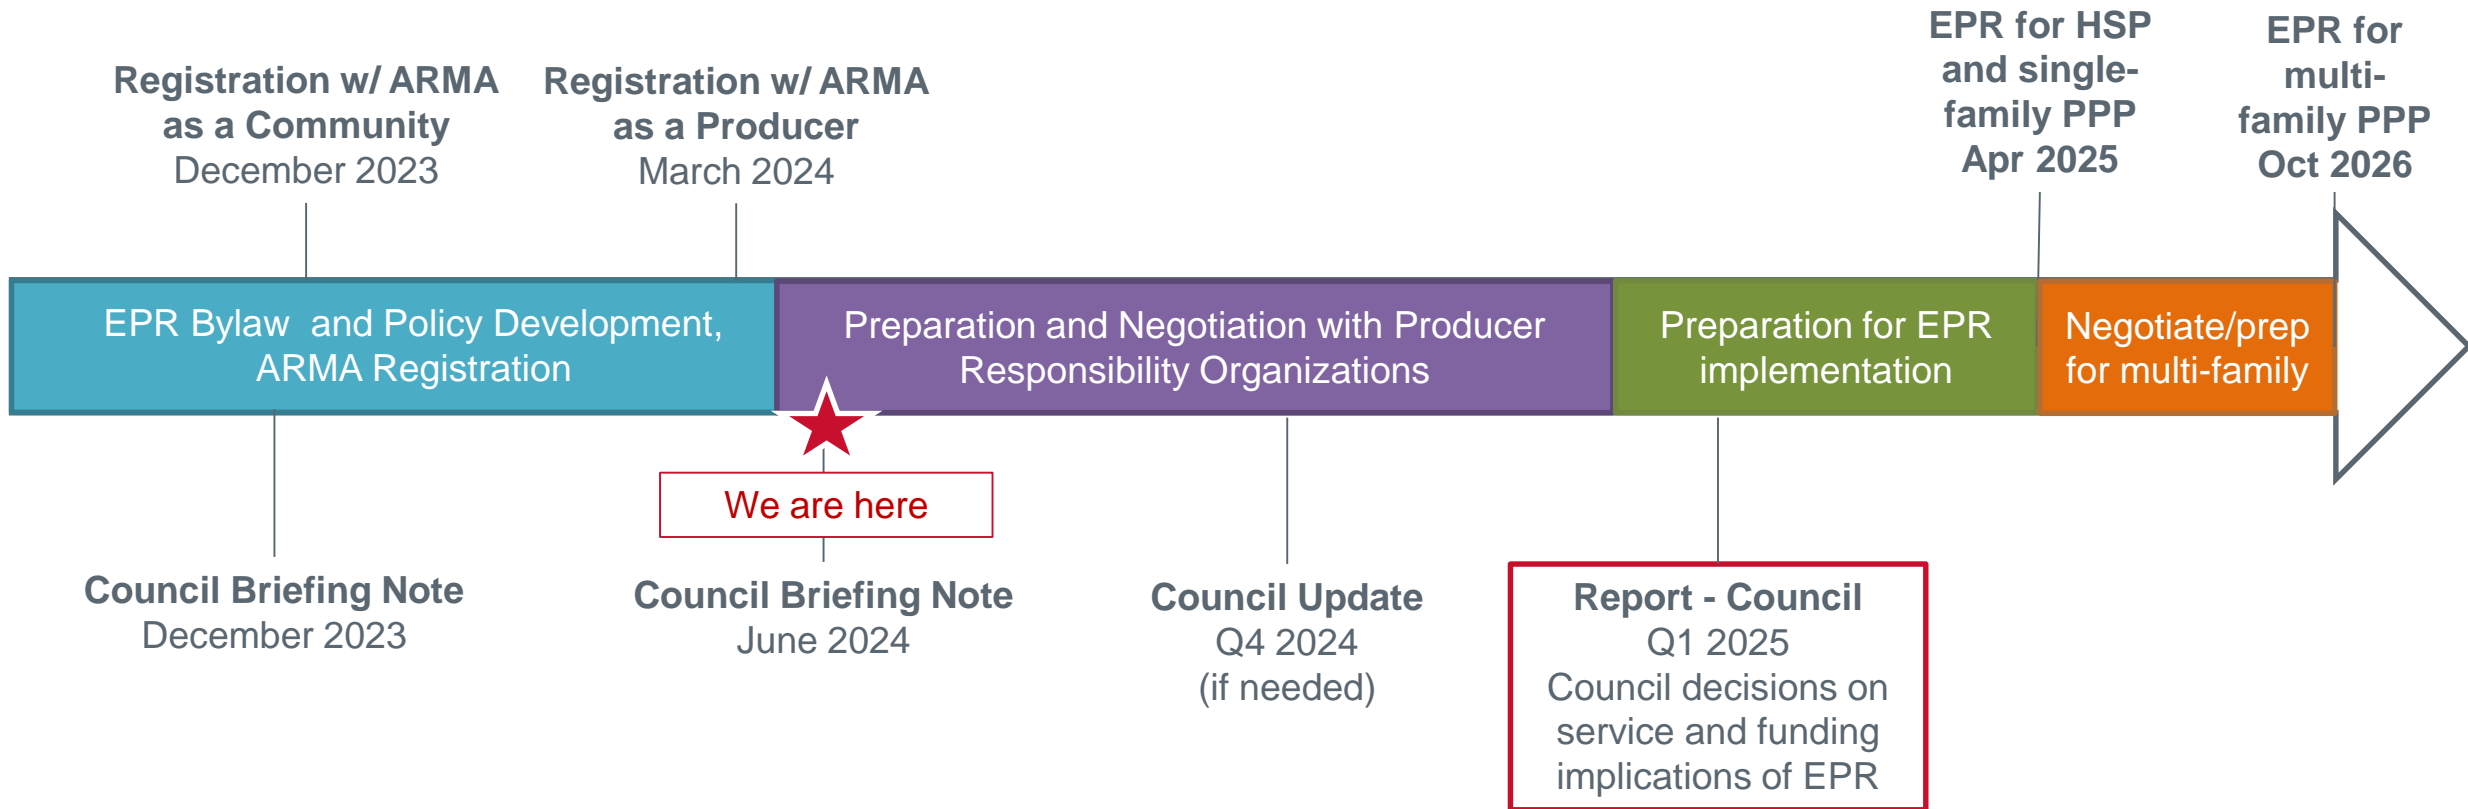 Registration w/ ARMA
as a Community
December 2023
Registration w/ ARMA
as a Producer
March 2024
EPR for HSP
and single-
family PPP
Apr 2025
EPR for
multi-
family PPP
Oct 2026
EPR Bylaw and Policy Development,
ARMA Registration
Preparation and Negotiation with Producer
Responsibility Organizations
Preparation for EPR
implementation
Negotiate/prep
for multi-family
We are here
Council Briefing Note
December 2023
Council Briefing Note
June 2024
Council Update
Q4 2024
(if needed)
Report - Council
Q1 2025
Council decisions on
service and funding
implications of EPR